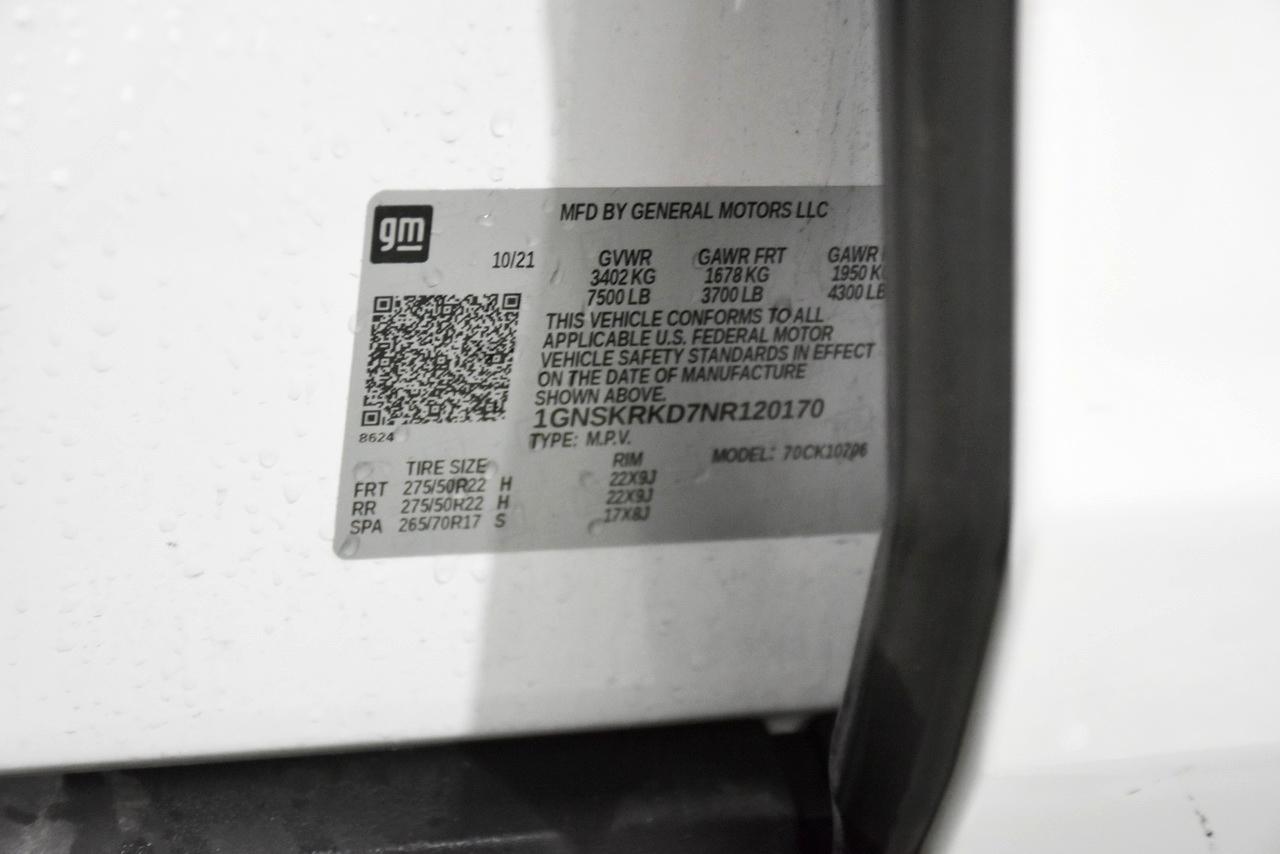 gm
MFD BY GENERAL MOTORS LLC
10/21 GVWR GAWR FRT GAWR
3402 KG 1678 KG 1950 K
7500 LB 3700 LB 4300 LB
THIS VEHICLE CONFORMS TO ALL
APPLICABLE U.S. FEDERAL MOTOR
VEHICLE SAFETY STANDARDS IN EFFECT
ON THE DATE OF MANUFACTURE
SHOWN ABOVE.
1GNSKRKD7NR120170
8624
TYPE: M.P.V. MODEL: 70CK10706
TIRE SIZE RIM
FRT 275/50R22 H 22X9J
RR 275/50R22 H 22X9J
SPA 265/70R17 S 17X8J